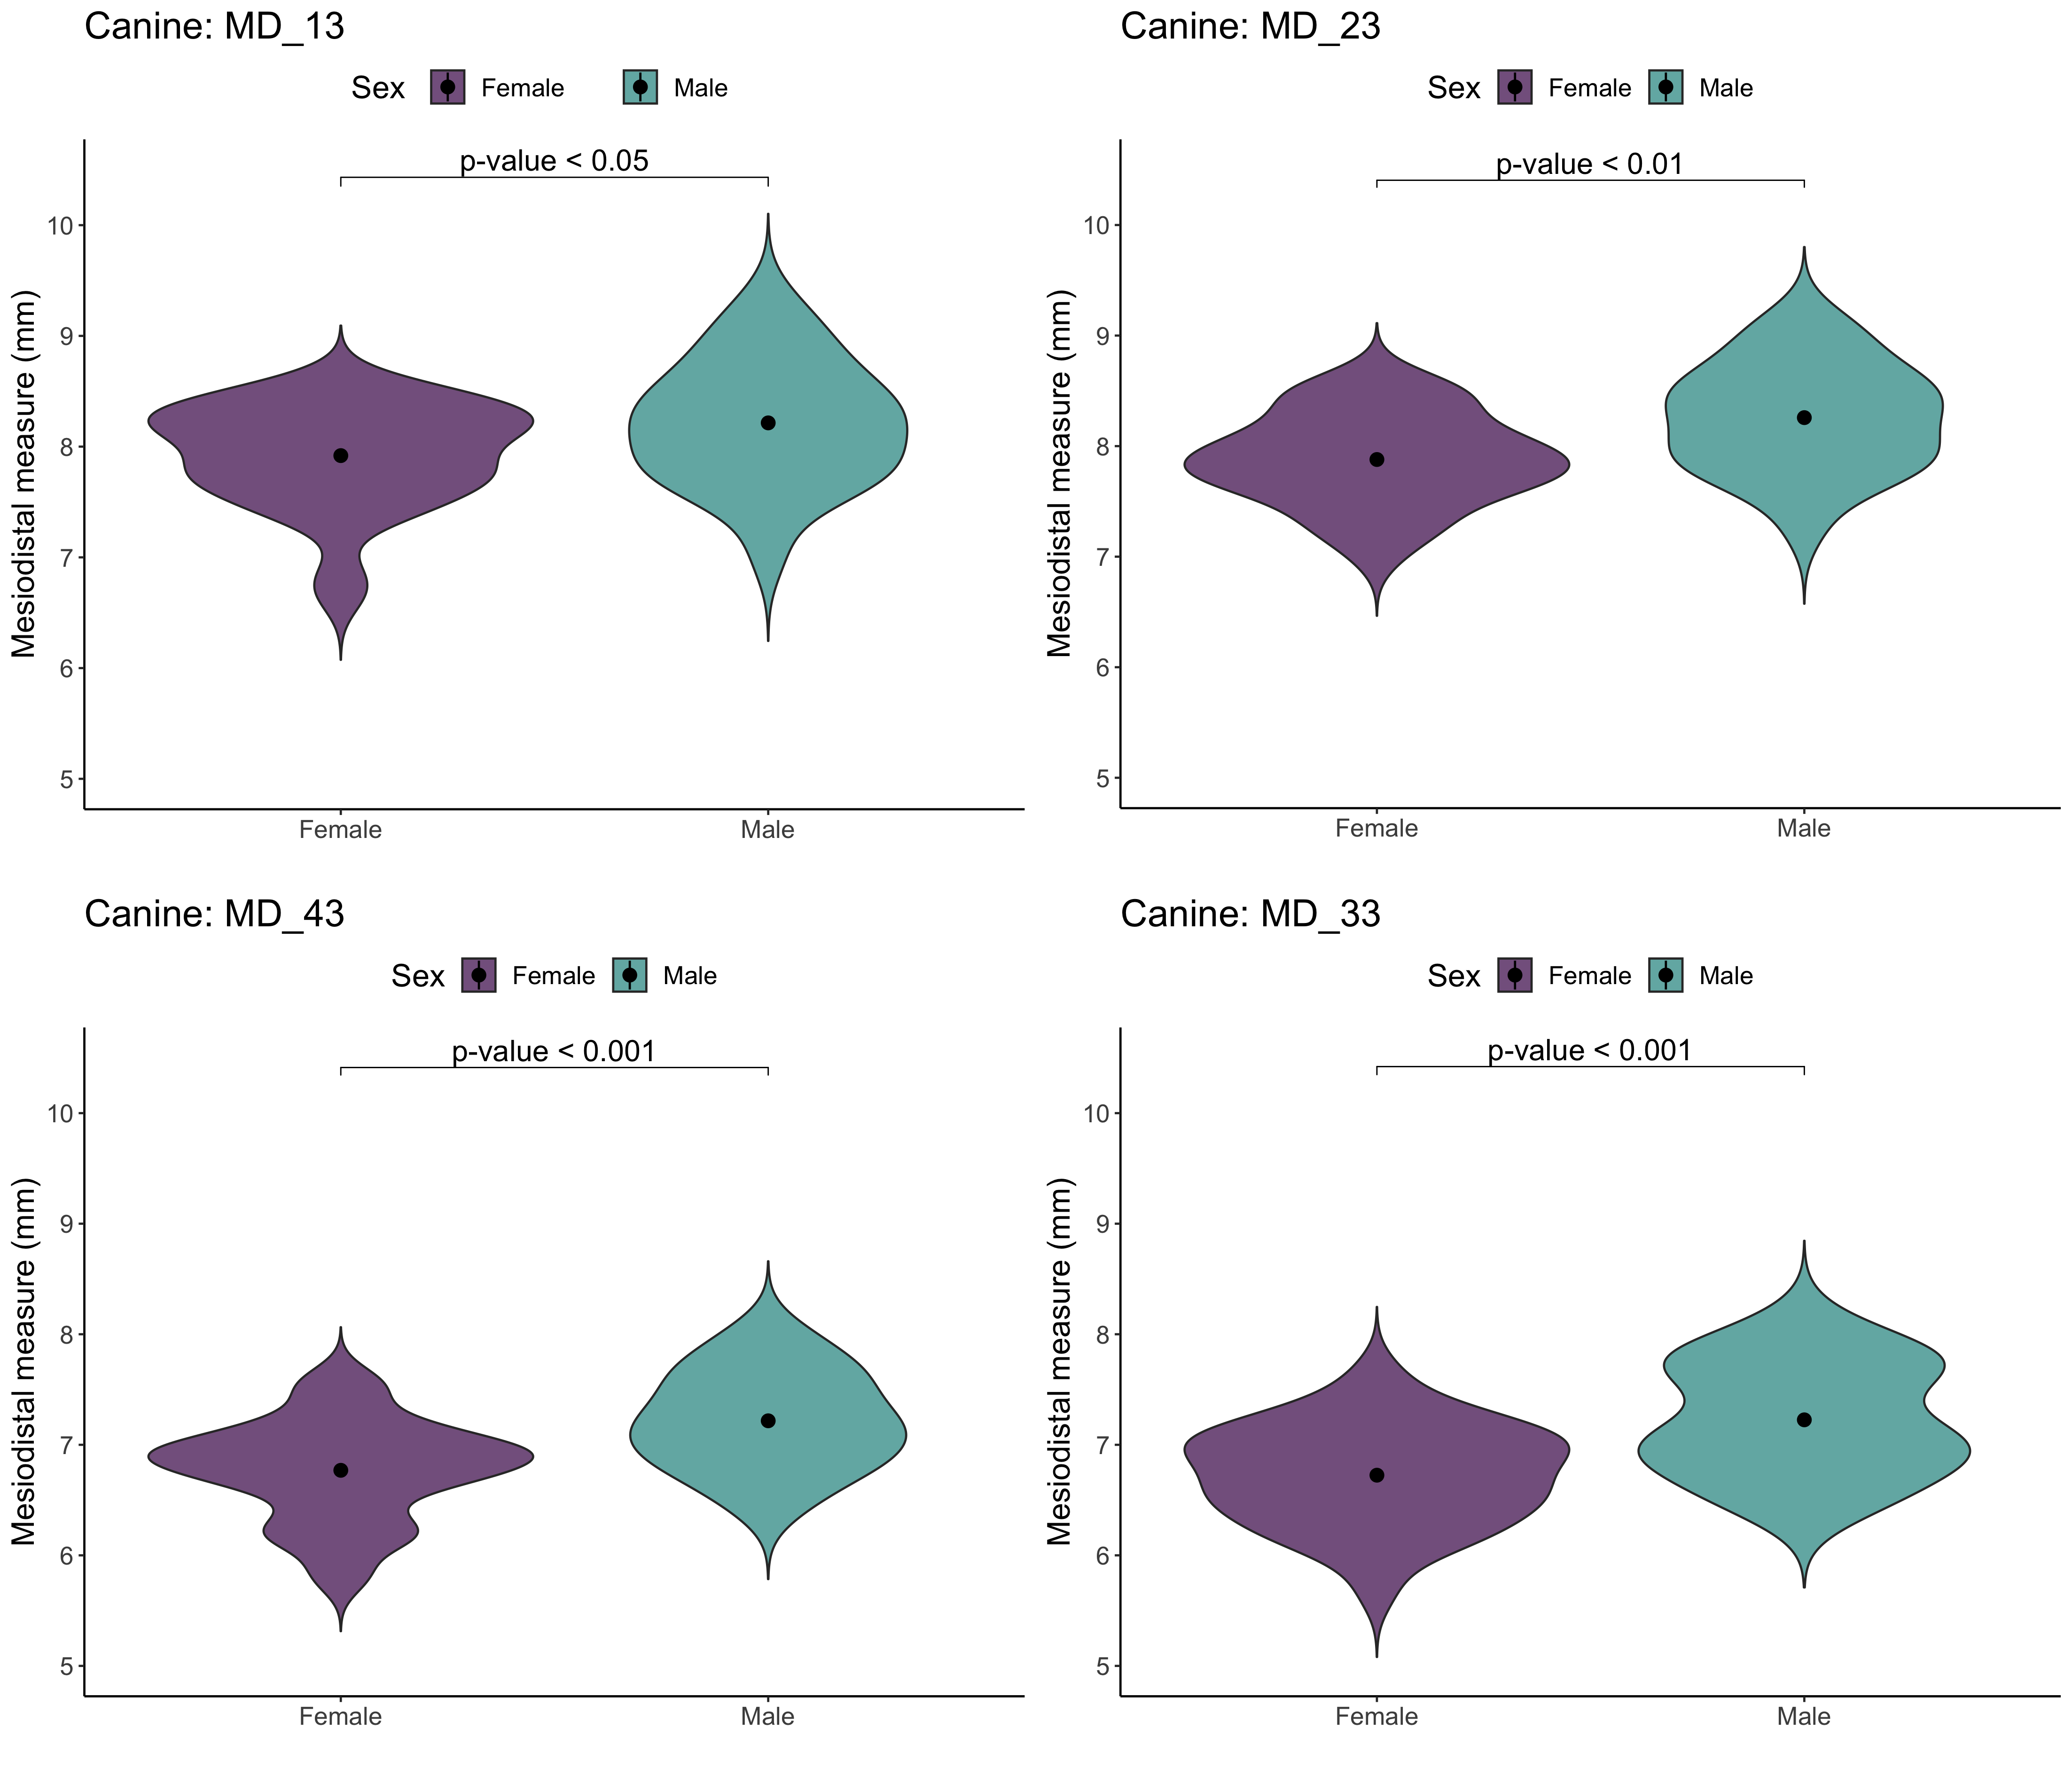 Canine: MD_13
Sex Female Male
p-value < 0.05
Mesiodistal measure (mm)
10
9
8
7
6
5
Female Male
Canine: MD_23
Sex Female Male
p-value < 0.01
Mesiodistal measure (mm)
10
9
8
7
6
5
Female Male
Canine: MD_43
Sex Female Male
p-value < 0.001
Mesiodistal measure (mm)
10
9
8
7
6
5
Female Male
Canine: MD_33
Sex Female Male
p-value < 0.001
Mesiodistal measure (mm)
10
9
8
7
6
5
Female Male